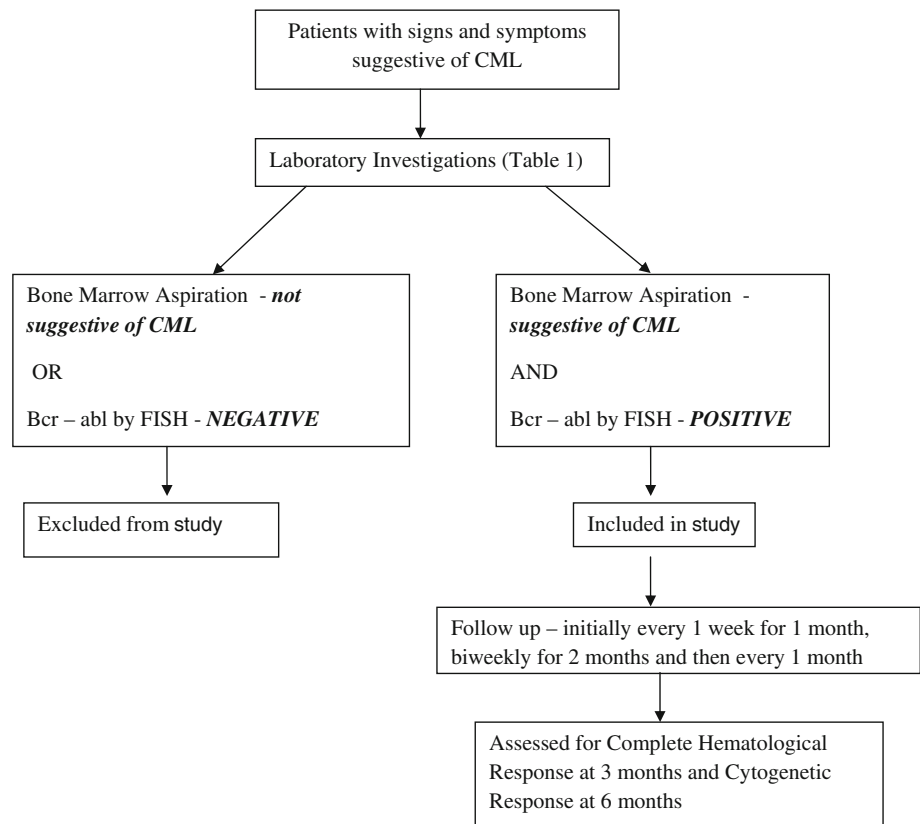 Patients with signs and symptoms
suggestive of CML
Laboratory Investigations (Table 1)
Bone Marrow Aspiration - not
suggestive of CML
OR
Bcr – abl by FISH - NEGATIVE
Bone Marrow Aspiration -
suggestive of CML
AND
Bcr – abl by FISH - POSITIVE
Excluded from study
Included in study
Follow up – initially every 1 week for 1 month,
biweekly for 2 months and then every 1 month
Assessed for Complete Hematological
Response at 3 months and Cytogenetic
Response at 6 months